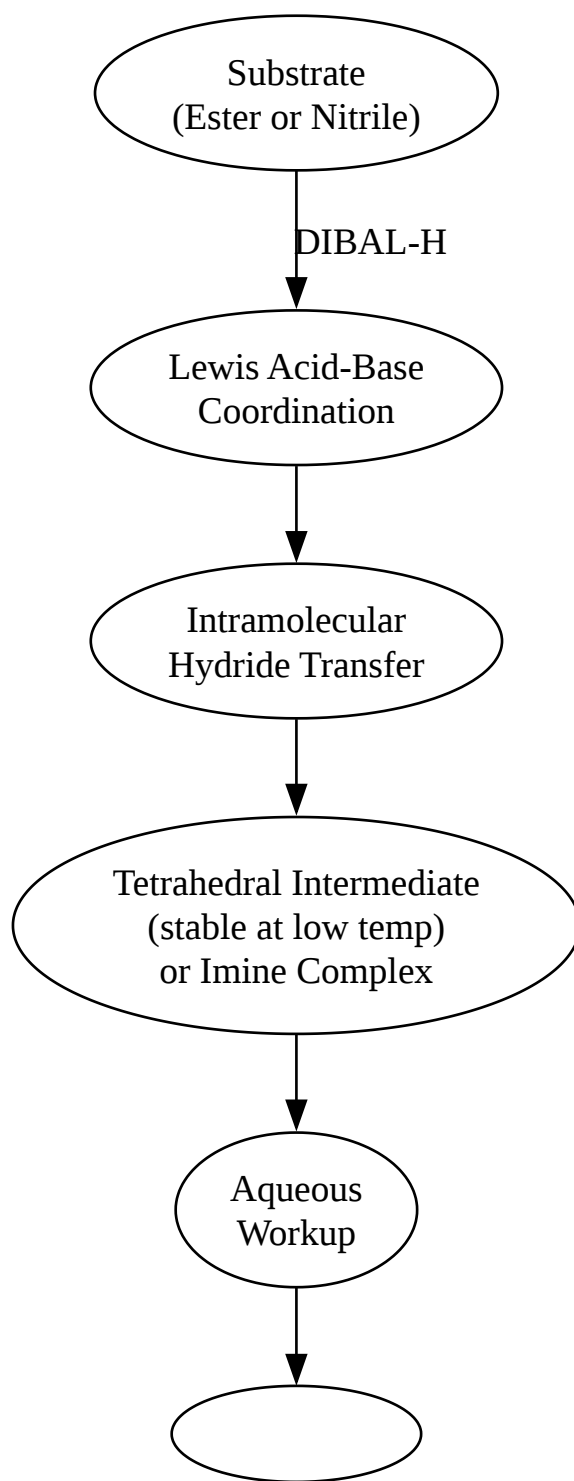 Substrate
(Ester or Nitrile)
DIBAL-H
Lewis Acid-Base
Coordination
Intramolecular
Hydride Transfer
Tetrahedral Intermediate
(stable at low temp)
or Imine Complex
Aqueous
Workup